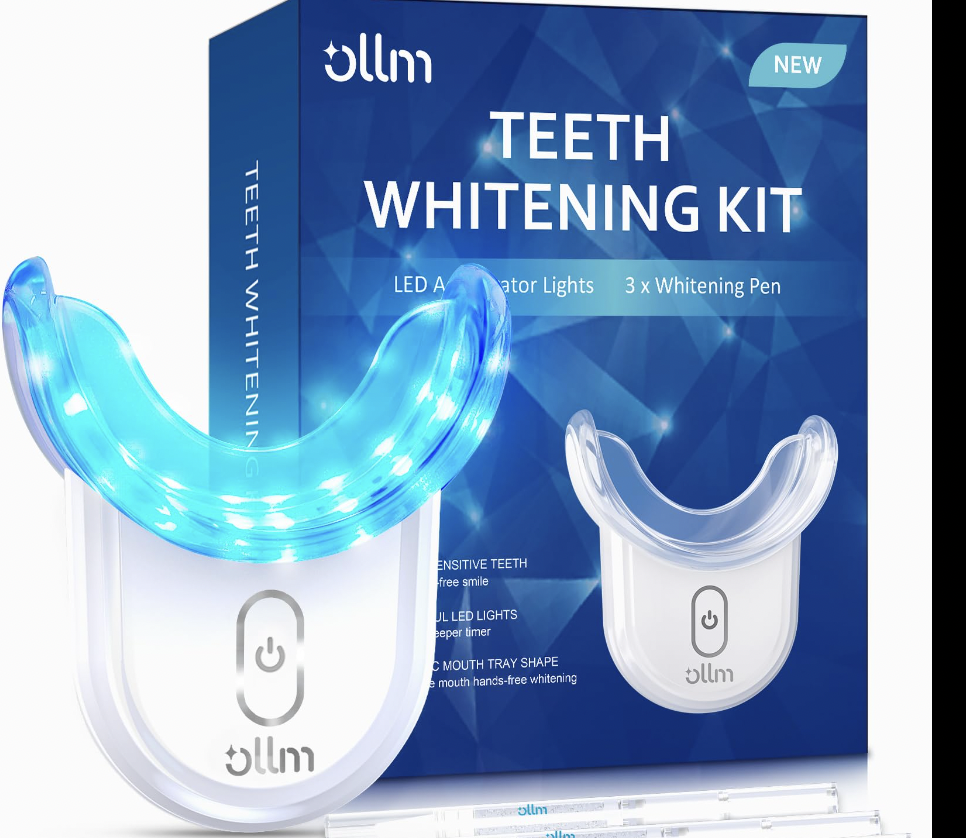 ollm
NEW
TEETH
WHITENING KIT
TEETH WHITENING
LED A ator Lights 3 x Whitening Pen
ENSITIVE TEETH
-free smile
UL LED LIGHTS
eeper timer
C MOUTH TRAY SHAPE
e mouth hands-free whitening
ollm
ollm
ollm
ollm